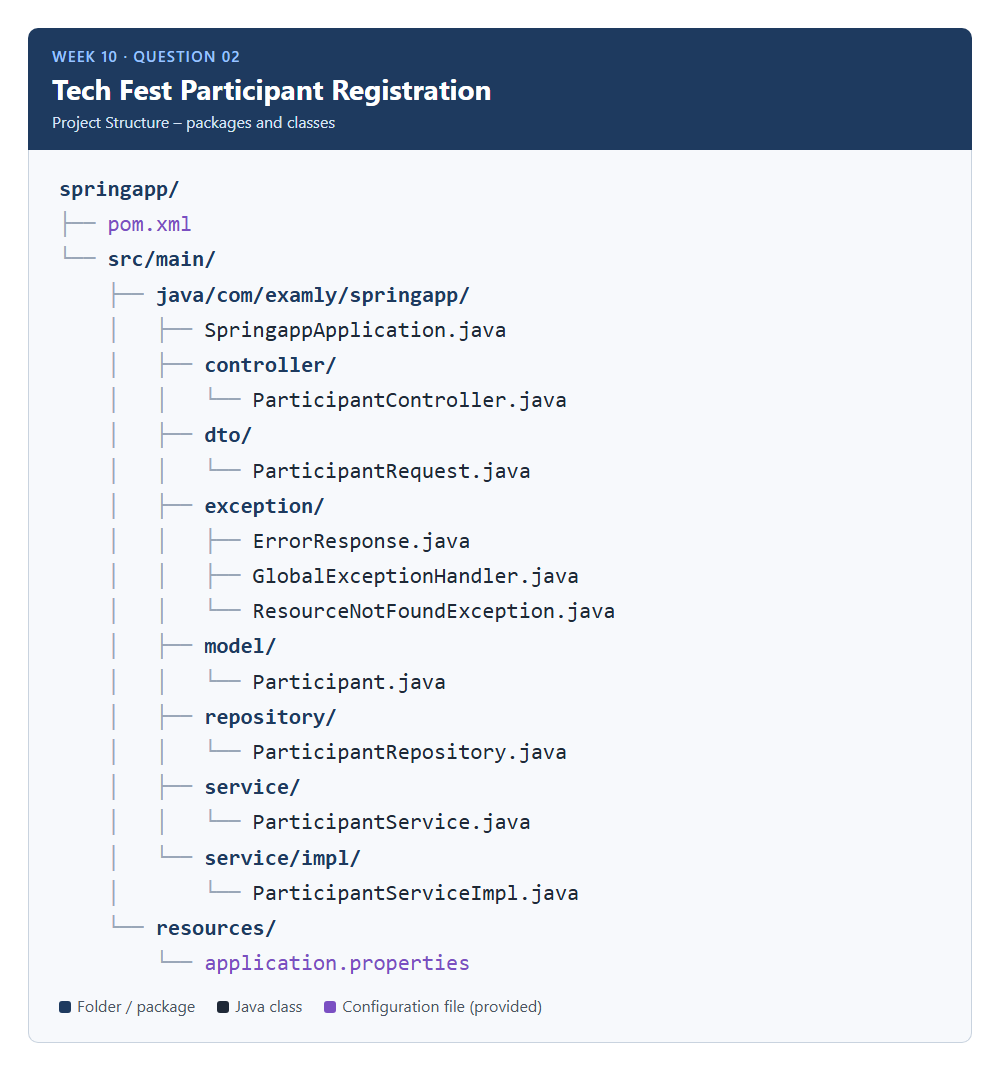 WEEK 10 · QUESTION 02
Tech Fest Participant Registration
Project Structure – packages and classes
springapp/
├── pom.xml
└── src/main/
    ├── java/com/examly/springapp/
    │   ├── SpringappApplication.java
    │   ├── controller/
    │   │   └── ParticipantController.java
    │   ├── dto/
    │   │   └── ParticipantRequest.java
    │   ├── exception/
    │   │   ├── ErrorResponse.java
    │   │   ├── GlobalExceptionHandler.java
    │   │   └── ResourceNotFoundException.java
    │   ├── model/
    │   │   └── Participant.java
    │   ├── repository/
    │   │   └── ParticipantRepository.java
    │   ├── service/
    │   │   └── ParticipantService.java
    │   └── service/impl/
    │       └── ParticipantServiceImpl.java
    └── resources/
        └── application.properties
Folder / package Java class Configuration file (provided)